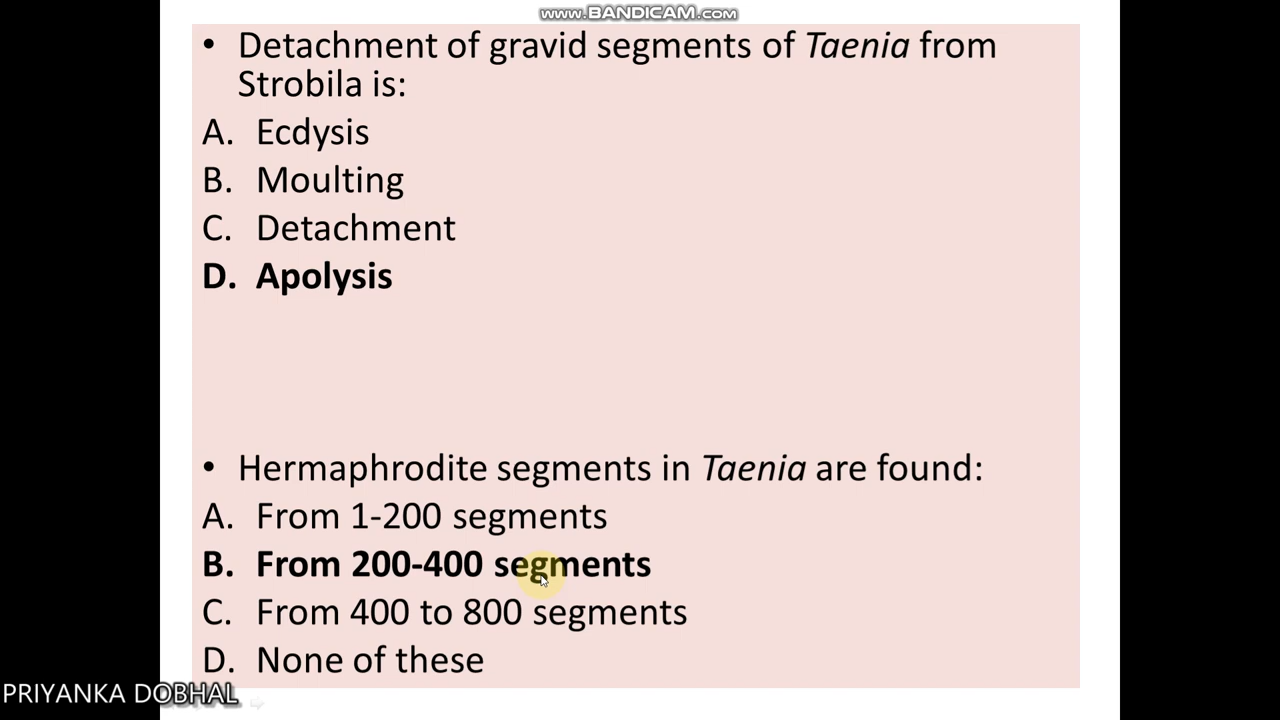 www.BANDICAM.com
• Detachment of gravid segments of Taenia from
Strobila is:
A. Ecdysis
B. Moulting
C. Detachment
D. Apolysis
• Hermaphrodite segments in Taenia are found:
A. From 1-200 segments
B. From 200-400 segments
C. From 400 to 800 segments
D. None of these
PRIYANKA DOBHAL